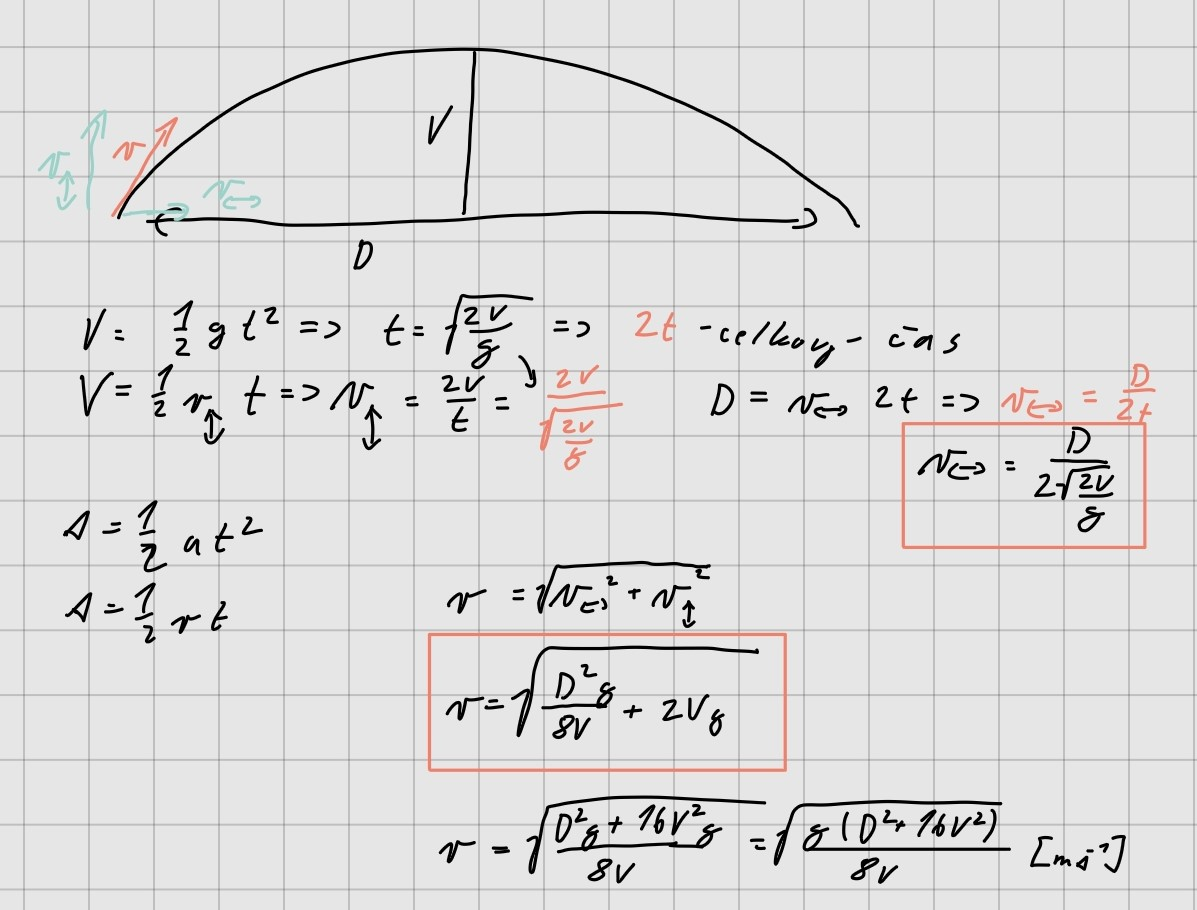 V
v↕ v v↔
D
V = 1/2 g t² => t = √(2V/g) => 2t - celkovy - čas
V = 1/2 v↕ t => v↕ = 2V/t = 2V/√(2V/g) D = v↔ 2t => v↔ = D/2t
v↔ = D/(2√(2V/g))
s = 1/2 a t²
s = 1/2 v t
v = √(v↔² + v↕²)
v = √(D²g/8V + 2Vg)
v = √((D²g + 16V²g)/8V) = √(g(D² + 16V²)/8V) [ms⁻¹]